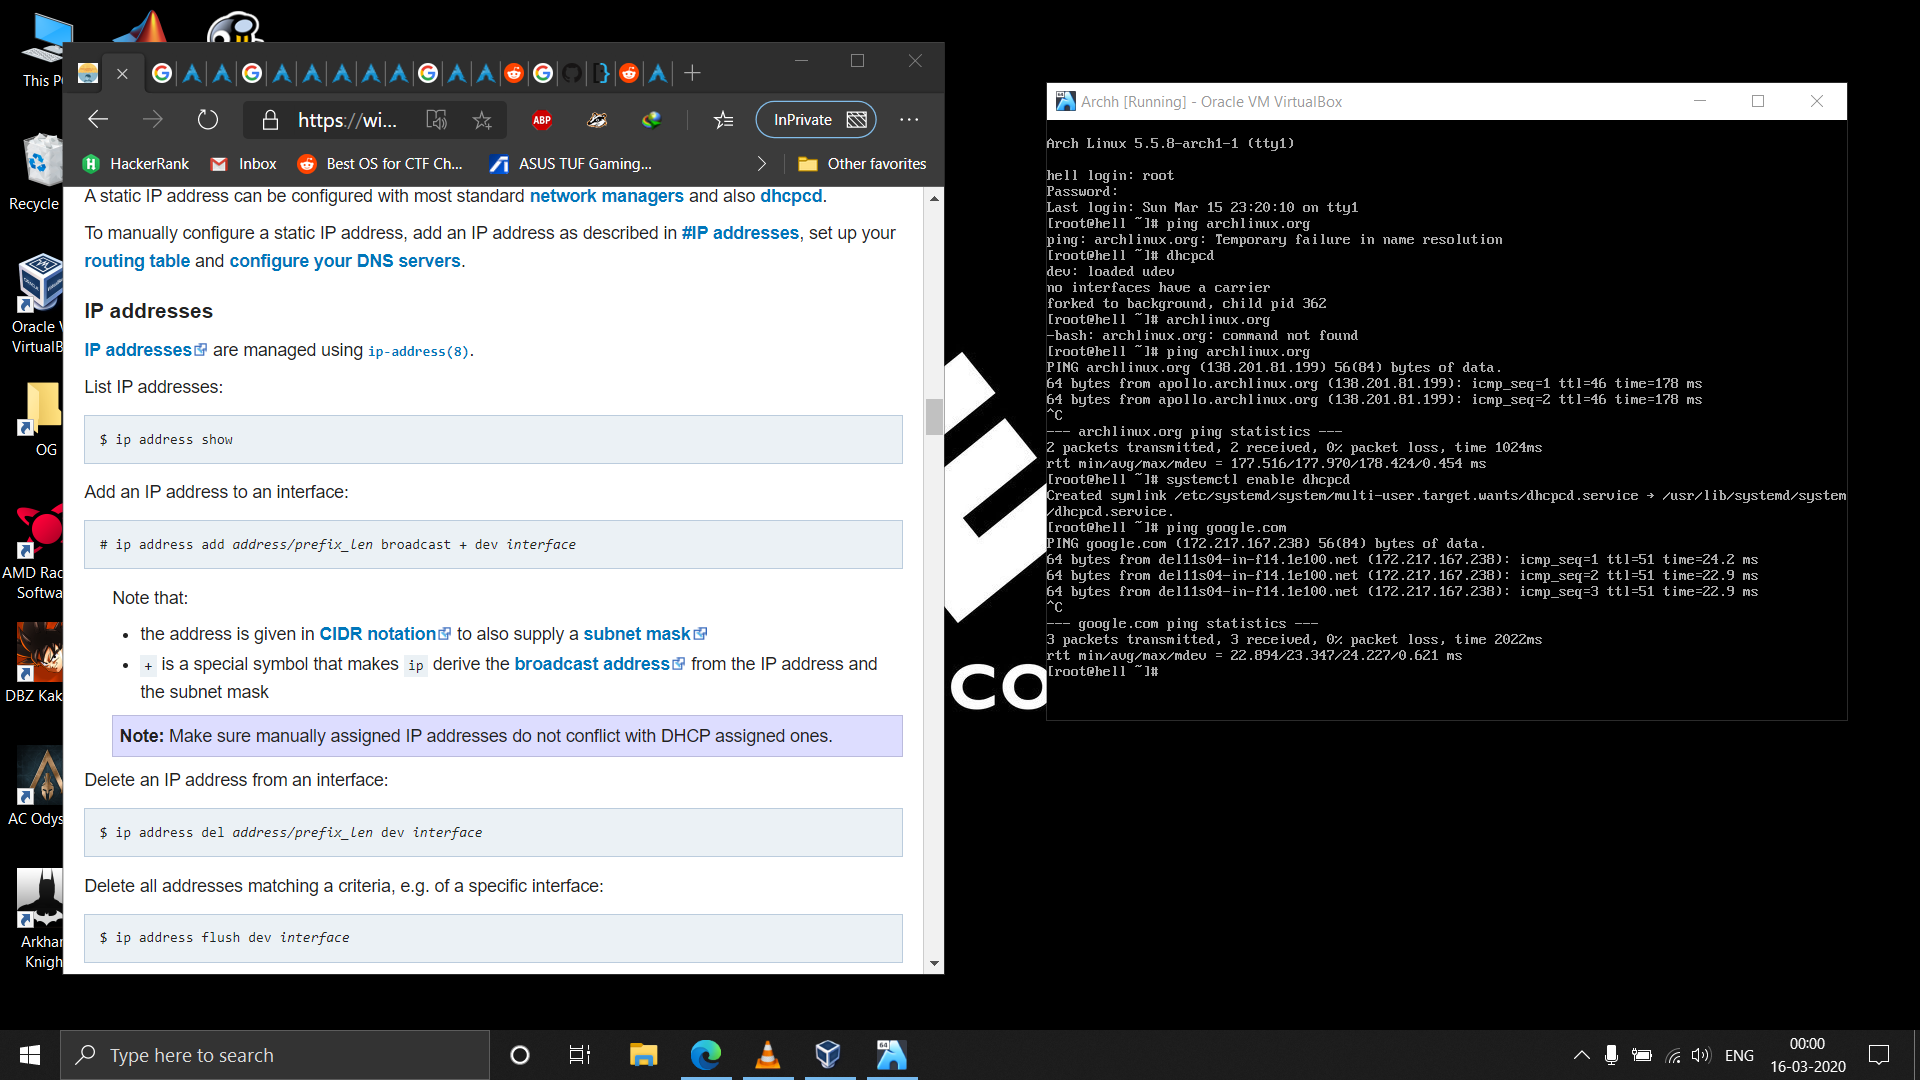 This P
Recycle
Oracle V
VirtualB
OG
AMD Rad
Softwa
DBZ Kak
AC Odys
Arkhar
Knigh
https://wi...
ABP
InPrivate
HackerRank
Inbox
Best OS for CTF Ch...
ASUS TUF Gaming...
Other favorites
A static IP address can be configured with most standard network managers and also dhcpcd.
To manually configure a static IP address, add an IP address as described in #IP addresses, set up your
routing table and configure your DNS servers.
IP addresses
IP addresses are managed using ip-address(8).
List IP addresses:
$ ip address show
Add an IP address to an interface:
# ip address add address/prefix_len broadcast + dev interface
Note that:
• the address is given in CIDR notation to also supply a subnet mask
• + is a special symbol that makes ip derive the broadcast address from the IP address and
the subnet mask
Note: Make sure manually assigned IP addresses do not conflict with DHCP assigned ones.
Delete an IP address from an interface:
$ ip address del address/prefix_len dev interface
Delete all addresses matching a criteria, e.g. of a specific interface:
$ ip address flush dev interface
co
64
Archh [Running] - Oracle VM VirtualBox
Arch Linux 5.5.8-arch1-1 (tty1)
hell login: root
Password:
Last login: Sun Mar 15 23:20:10 on tty1
[root@hell ~]# ping archlinux.org
ping: archlinux.org: Temporary failure in name resolution
[root@hell ~]# dhcpcd
dev: loaded udev
no interfaces have a carrier
forked to background, child pid 362
[root@hell ~]# archlinux.org
-bash: archlinux.org: command not found
[root@hell ~]# ping archlinux.org
PING archlinux.org (138.201.81.199) 56(84) bytes of data.
64 bytes from apollo.archlinux.org (138.201.81.199): icmp_seq=1 ttl=46 time=178 ms
64 bytes from apollo.archlinux.org (138.201.81.199): icmp_seq=2 ttl=46 time=178 ms
^C
--- archlinux.org ping statistics ---
2 packets transmitted, 2 received, 0% packet loss, time 1024ms
rtt min/avg/max/mdev = 177.516/177.970/178.424/0.454 ms
[root@hell ~]# systemctl enable dhcpcd
Created symlink /etc/systemd/system/multi-user.target.wants/dhcpcd.service → /usr/lib/systemd/system
/dhcpcd.service.
[root@hell ~]# ping google.com
PING google.com (172.217.167.238) 56(84) bytes of data.
64 bytes from del11s04-in-f14.1e100.net (172.217.167.238): icmp_seq=1 ttl=51 time=24.2 ms
64 bytes from del11s04-in-f14.1e100.net (172.217.167.238): icmp_seq=2 ttl=51 time=22.9 ms
64 bytes from del11s04-in-f14.1e100.net (172.217.167.238): icmp_seq=3 ttl=51 time=22.9 ms
^C
--- google.com ping statistics ---
3 packets transmitted, 3 received, 0% packet loss, time 2022ms
rtt min/avg/max/mdev = 22.894/23.347/24.227/0.621 ms
[root@hell ~]#
Type here to search
64
ENG
00:00
16-03-2020